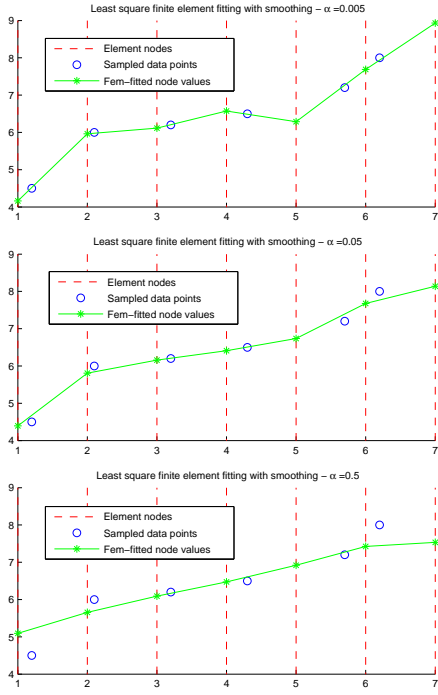 Least square finite element fitting with smoothing − α =0.005
9
Element nodes
8
Sampled data points
Fem−fitted node values
7
6
5
4
1 2 3 4 5 6 7
Least square finite element fitting with smoothing − α =0.05
9
Element nodes
8
Sampled data points
Fem−fitted node values
7
6
5
4
1 2 3 4 5 6 7
Least square finite element fitting with smoothing − α =0.5
9
Element nodes
8
Sampled data points
Fem−fitted node values
7
6
5
4
1 2 3 4 5 6 7